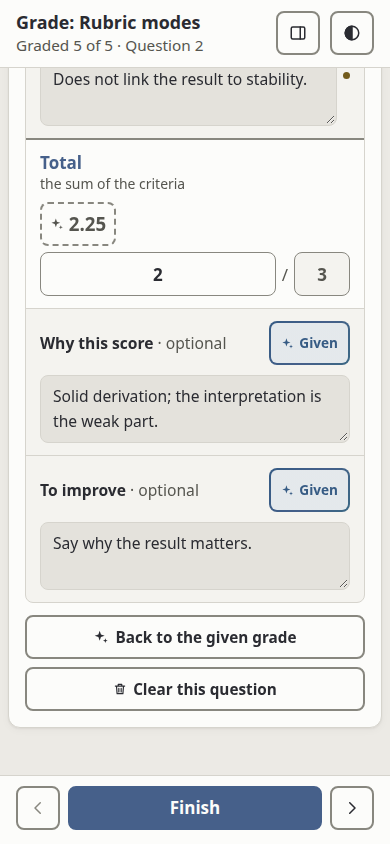 Grade: Rubric modes
Graded 5 of 5 · Question 2
Does not link the result to stability.
Total
the sum of the criteria
2.25
2 / 3
Why this score · optional
Given
Solid derivation; the interpretation is
the weak part.
To improve · optional
Given
Say why the result matters.
Back to the given grade
Clear this question
Finish